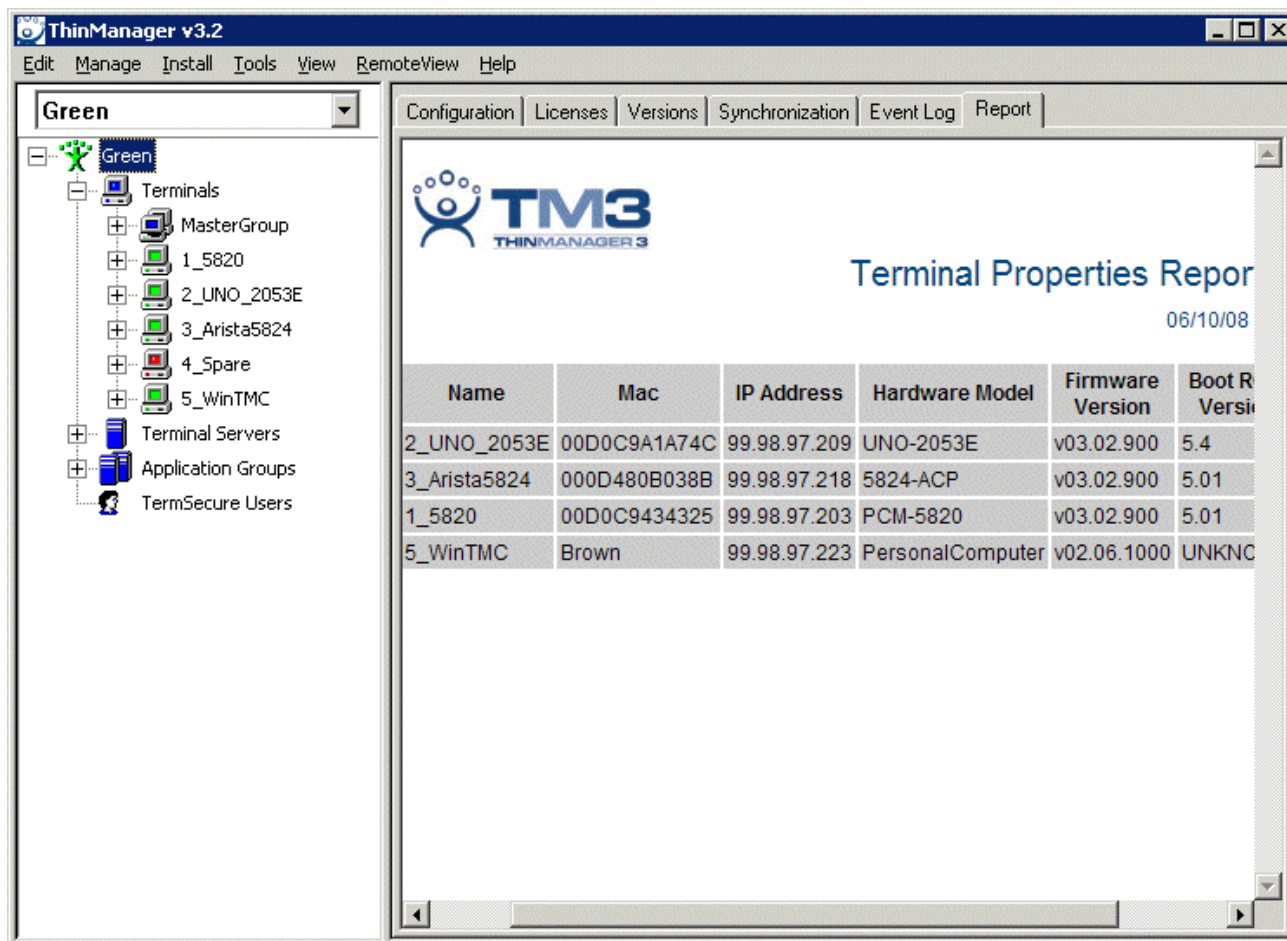 ThinManager v3.2
Edit Manage Install Tools View RemoteView Help
Green
Configuration Licenses Versions Synchronization Event Log Report
Green
Terminals
MasterGroup
1_5820
2_UNO_2053E
3_Arista5824
4_Spare
5_WinTMC
Terminal Servers
Application Groups
TermSecure Users
TM3
THINMANAGER 3
Terminal Properties Repor
06/10/08
Name Mac IP Address Hardware Model Firmware Version Boot R Versi
2_UNO_2053E 00D0C9A1A74C 99.98.97.209 UNO-2053E v03.02.900 5.4
3_Arista5824 000D480B038B 99.98.97.218 5824-ACP v03.02.900 5.01
1_5820 00D0C9434325 99.98.97.203 PCM-5820 v03.02.900 5.01
5_WinTMC Brown 99.98.97.223 PersonalComputer v02.06.1000 UNKNO